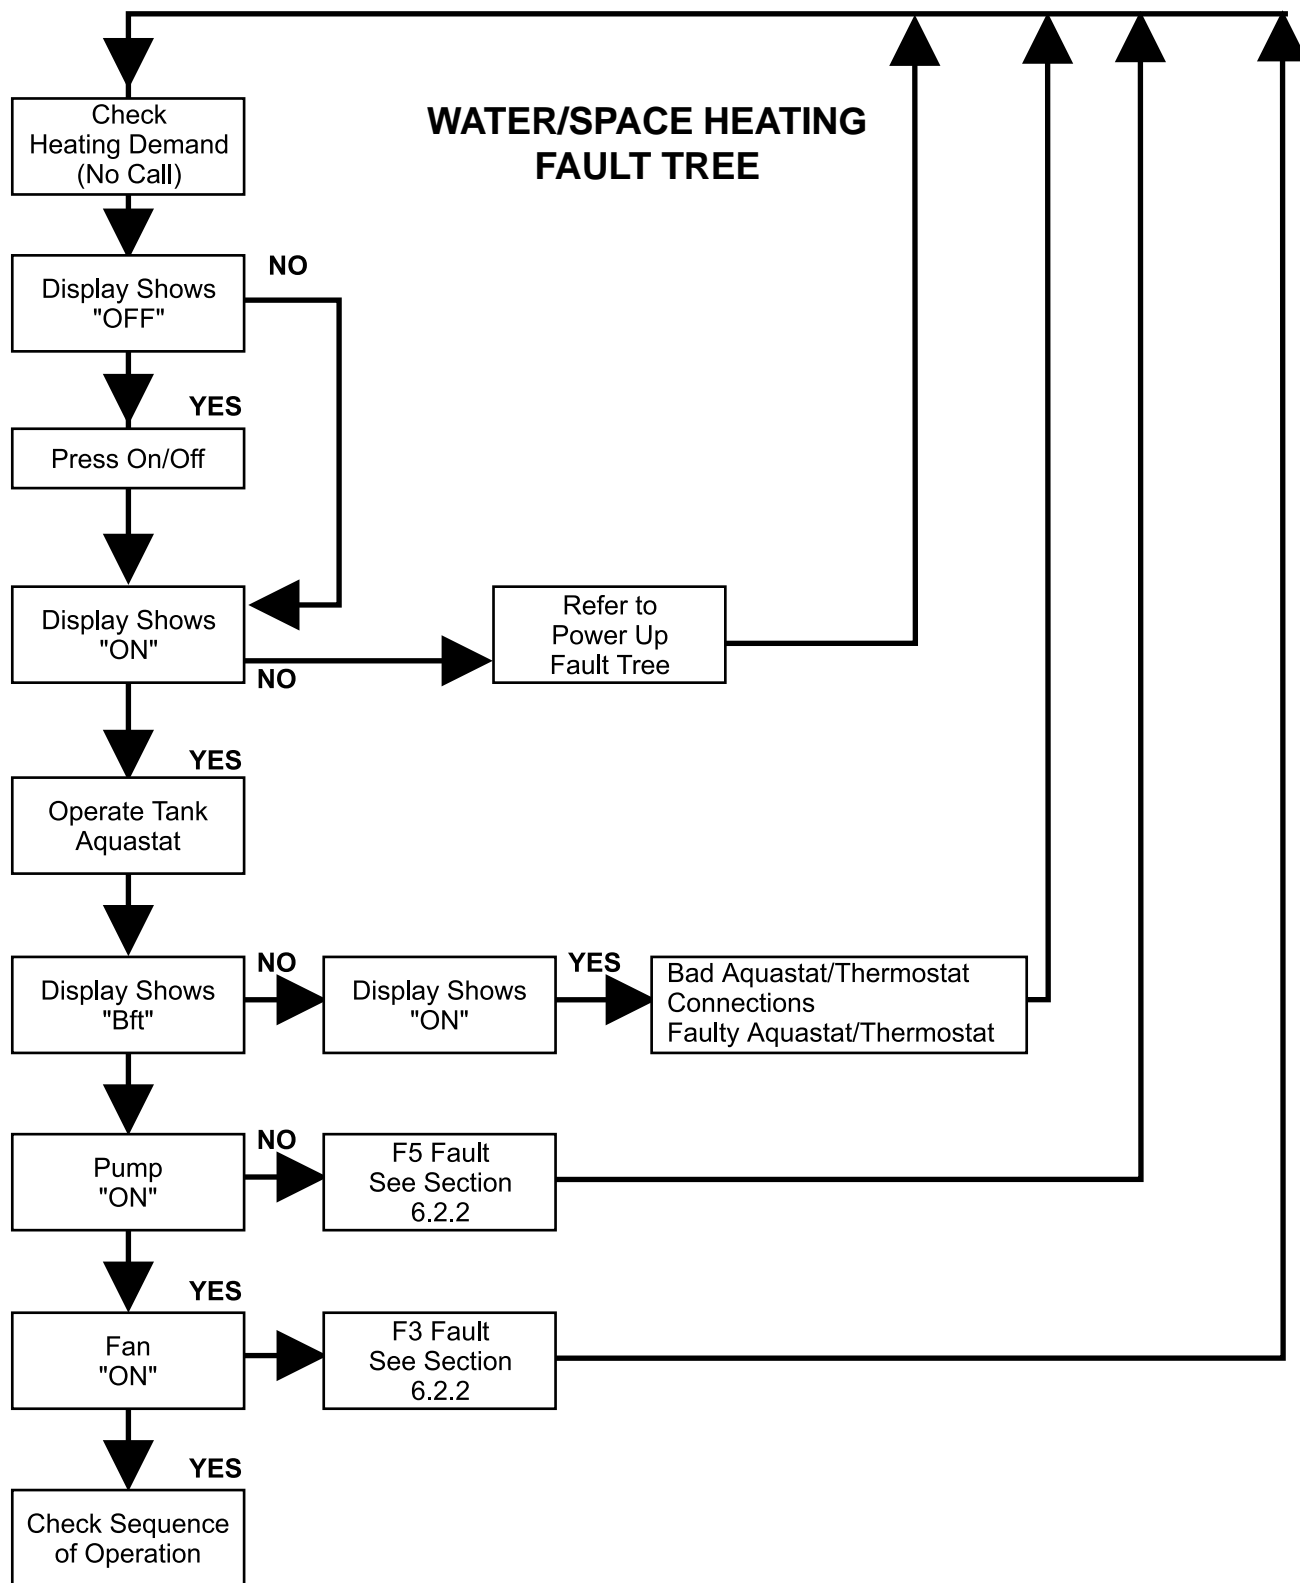 WATER/SPACE HEATING
FAULT TREE
Check
Heating Demand
(No Call)
Display Shows
"OFF"
NO
YES
Press On/Off
Display Shows
"ON"
NO
Refer to
Power Up
Fault Tree
YES
Operate Tank
Aquastat
Display Shows
"Bft"
NO
Display Shows
"ON"
YES
Bad Aquastat/Thermostat
Connections
Faulty Aquastat/Thermostat
Pump
"ON"
NO
F5 Fault
See Section
6.2.2
YES
Fan
"ON"
F3 Fault
See Section
6.2.2
YES
Check Sequence
of Operation